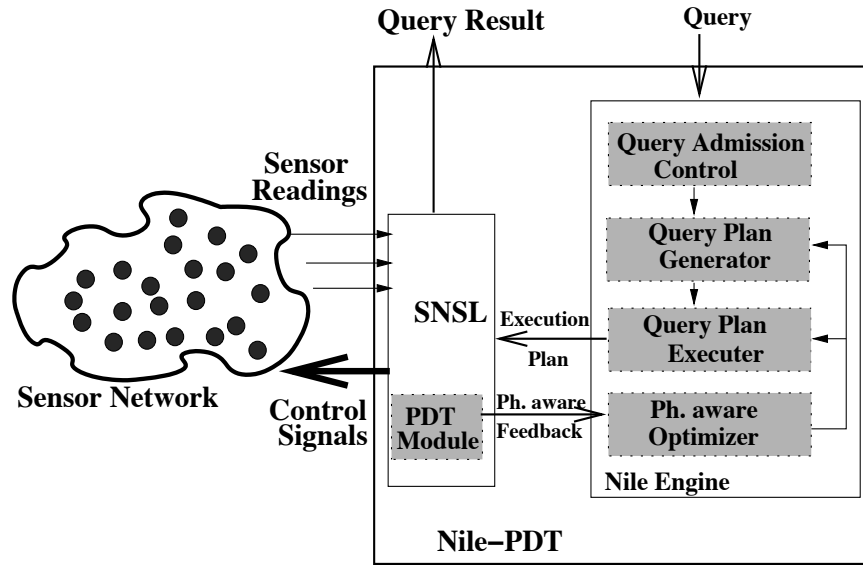 Query Result
Query
Sensor
Readings
Query Admission
Control
Query Plan
Generator
SNSL
Execution
Plan
Query Plan
Executer
Sensor Network
Control
Signals
PDT
Module
Ph. aware
Feedback
Ph. aware
Optimizer
Nile Engine
Nile–PDT